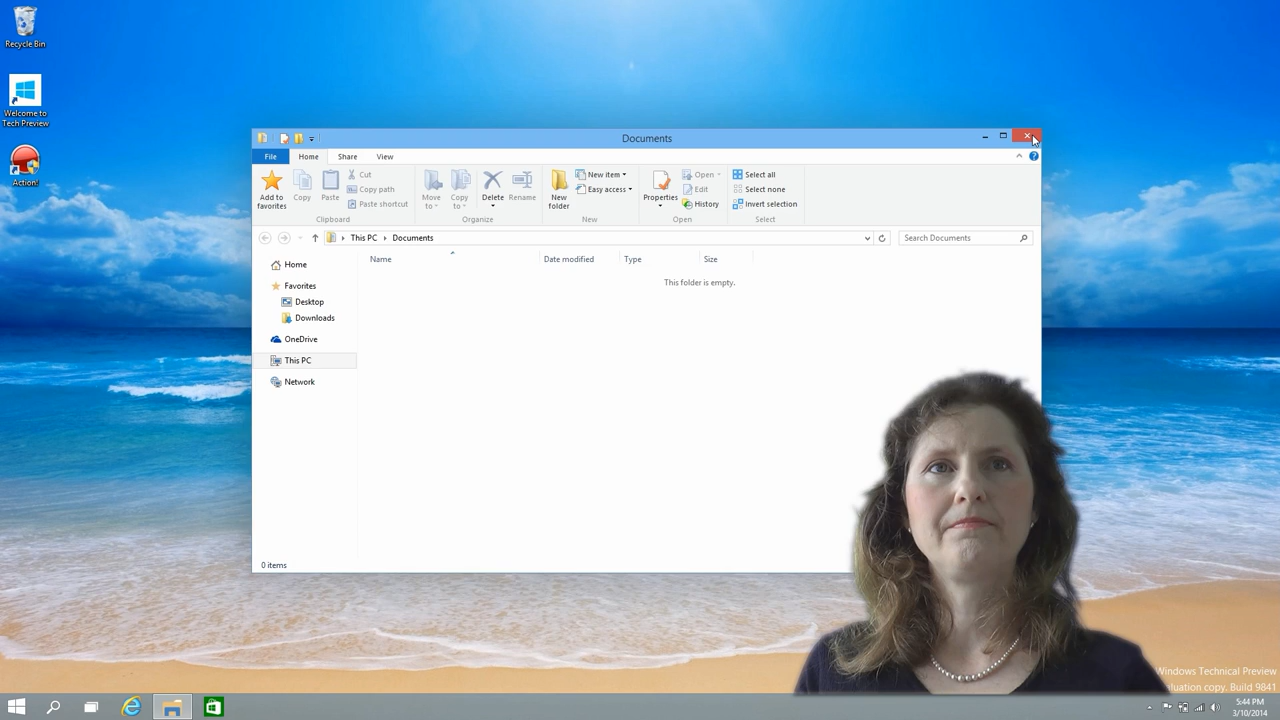 Recycle Bin
Welcome to
Tech Preview
Action!
Documents
File Home Share View
Add to
favorites
Copy
Paste
Cut
Copy path
Paste shortcut
Clipboard
Move
to
Copy
to
Delete
Rename
Organize
New
folder
New item
Easy access
New
Properties
Open
Edit
History
Open
Select all
Select none
Invert selection
Select
This PC Documents
Search Documents
Name Date modified Type Size
This folder is empty.
Home
Favorites
Desktop
Downloads
OneDrive
This PC
Network
0 items
Windows Technical Preview
aluation copy. Build 9841
5:44 PM
3/10/2014